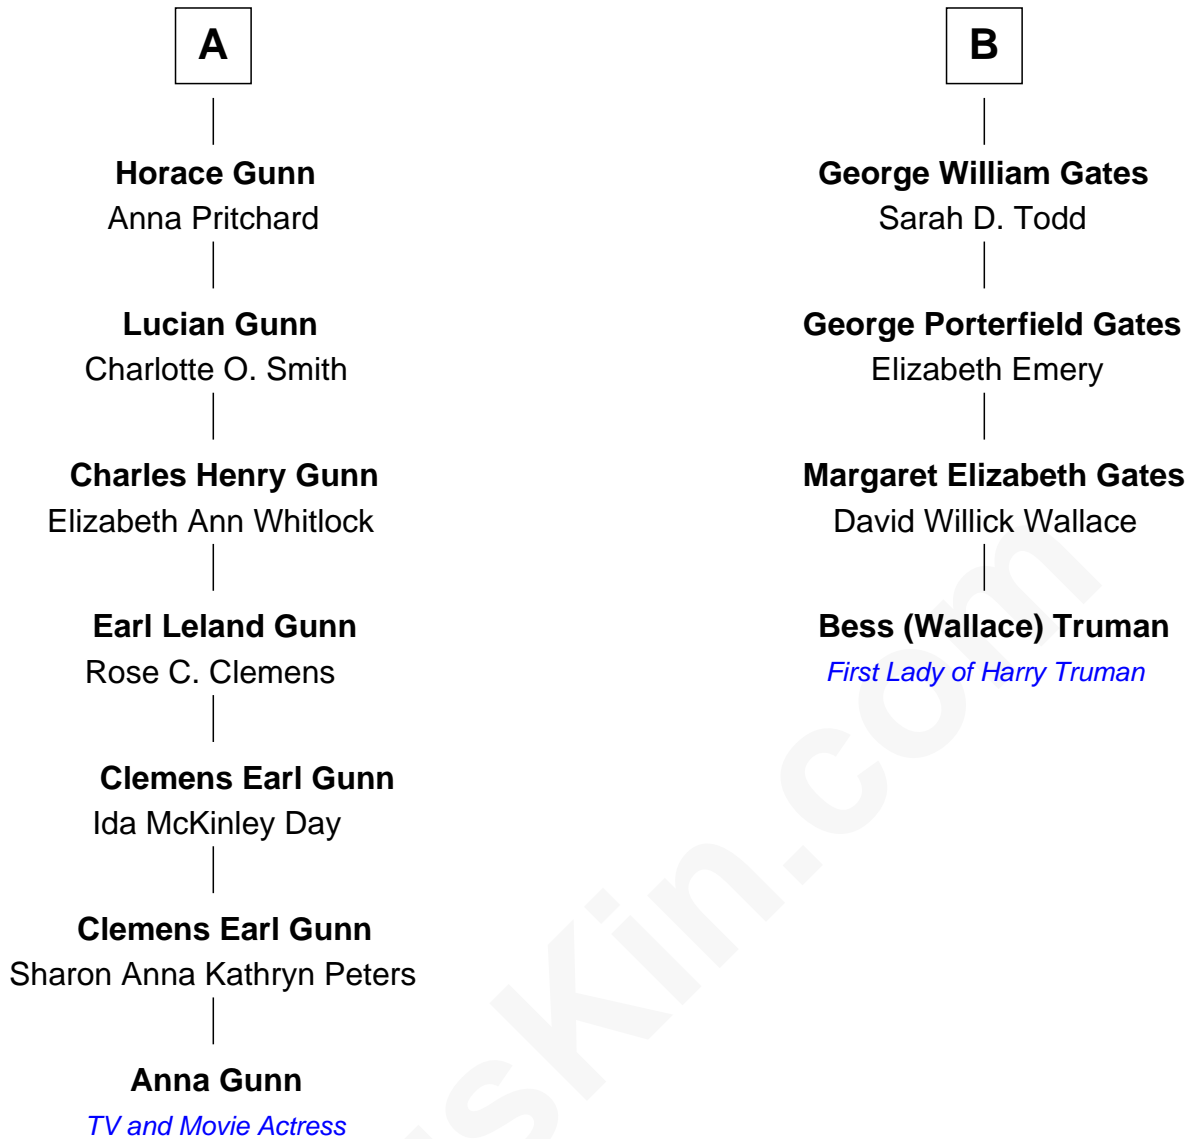 A
Horace Gunn
Anna Pritchard
Lucian Gunn
Charlotte O. Smith
Charles Henry Gunn
Elizabeth Ann Whitlock
Earl Leland Gunn
Rose C. Clemens
Clemens Earl Gunn
Ida McKinley Day
Clemens Earl Gunn
Sharon Anna Kathryn Peters
Anna Gunn
TV and Movie Actress
B
George William Gates
Sarah D. Todd
George Porterfield Gates
Elizabeth Emery
Margaret Elizabeth Gates
David Willick Wallace
Bess (Wallace) Truman
First Lady of Harry Truman